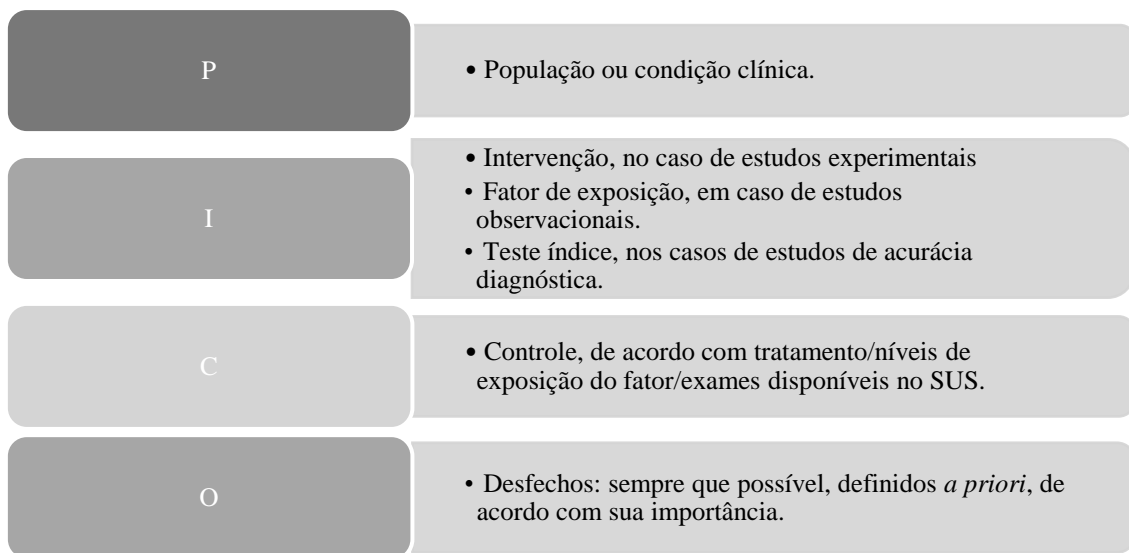 P
• População ou condição clínica.
I
• Intervenção, no caso de estudos experimentais
• Fator de exposição, em caso de estudos
observacionais.
• Teste índice, nos casos de estudos de acurácia
diagnóstica.
C
• Controle, de acordo com tratamento/níveis de
exposição do fator/exames disponíveis no SUS.
O
• Desfechos: sempre que possível, definidos a priori, de
acordo com sua importância.